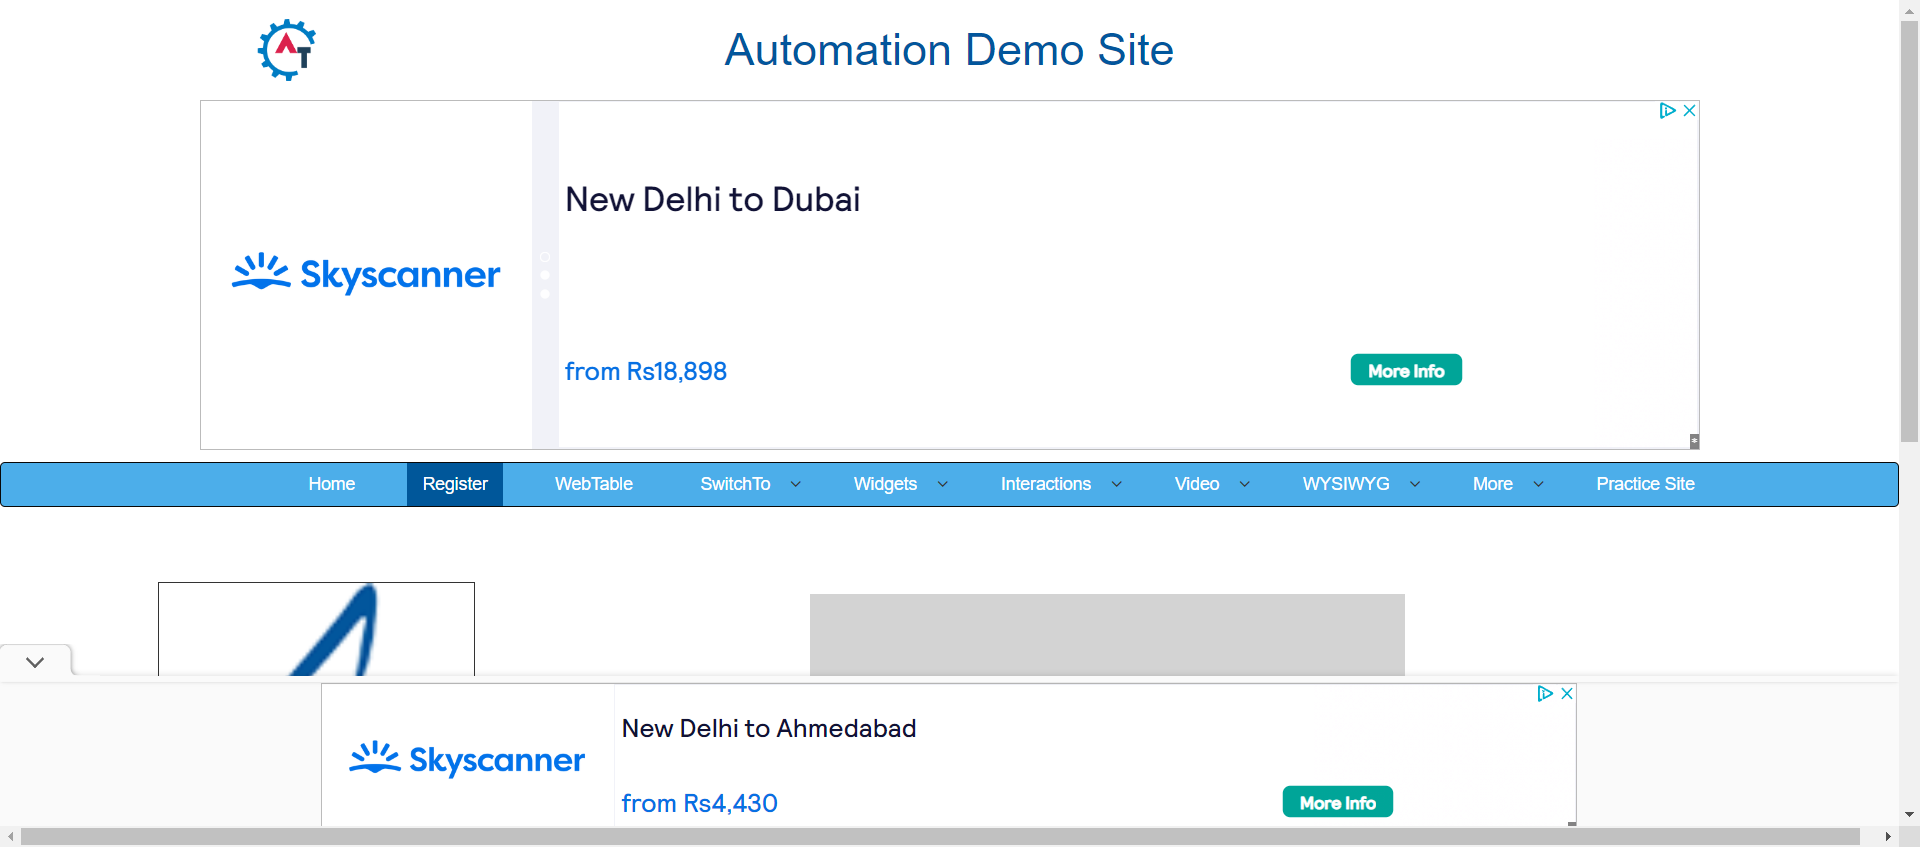 AT
Automation Demo Site
New Delhi to Dubai
Skyscanner
from Rs18,898
More Info
*
Home Register WebTable SwitchTo Widgets Interactions Video WYSIWYG More Practice Site
New Delhi to Ahmedabad
Skyscanner
from Rs4,430
More Info